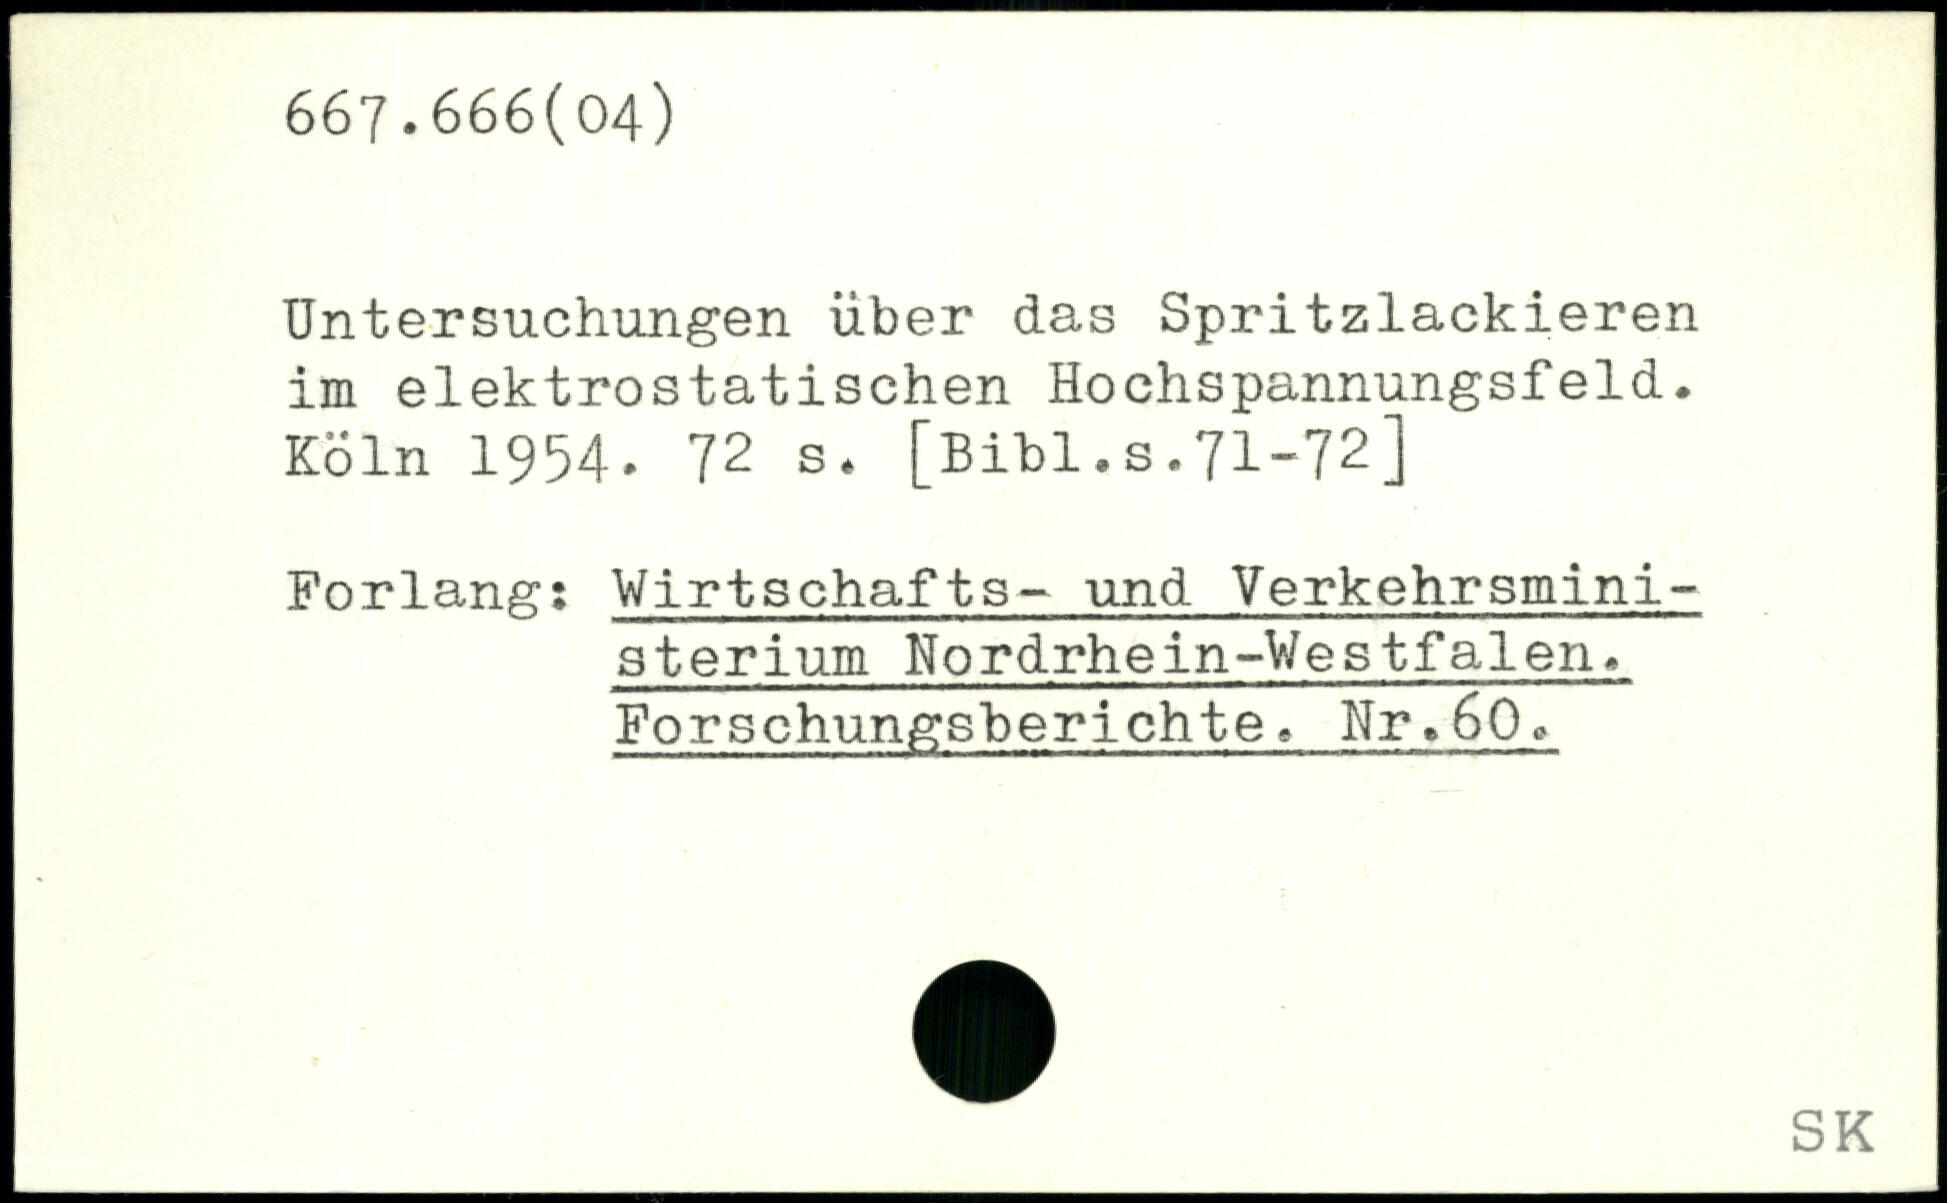 667.666(04)
Untersuchungen über das Spritzlackieren
im elektrostatischen Hochspannungsfeld.
Köln 1954. 72 s. [Bibl.s.71-72]
Forlang: Wirtschafts- und Verkehrsmini-
sterium Nordrhein-Westfalen.
Forschungsberichte. Nr.60.
SK